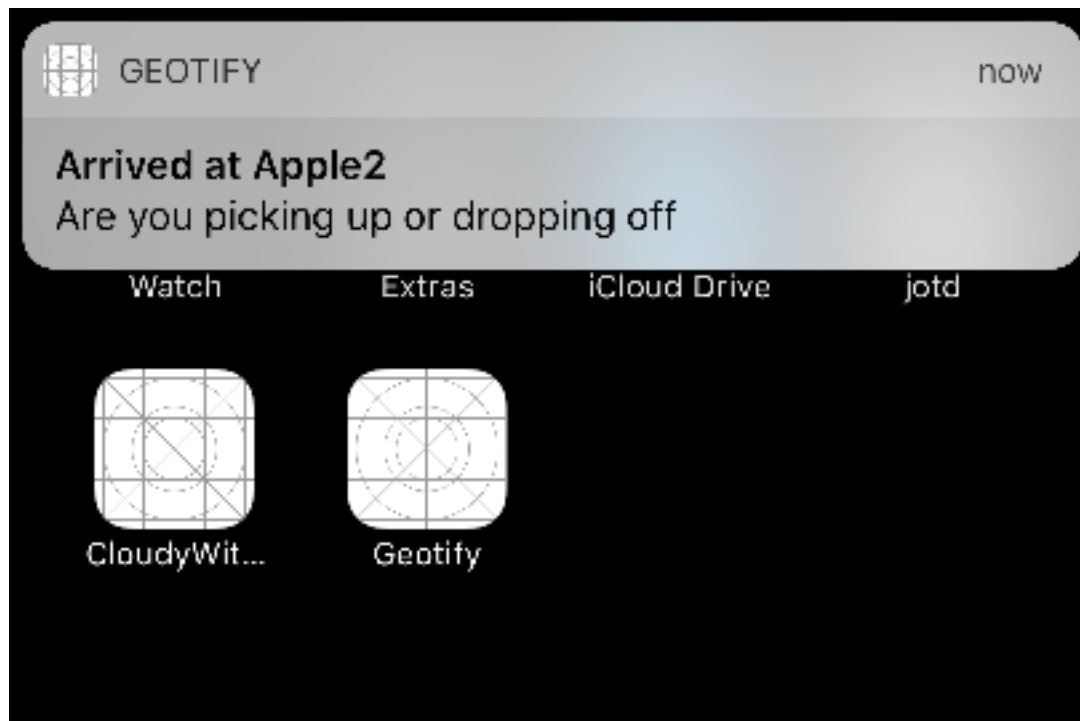 GEOTIFY now
Arrived at Apple2
Are you picking up or dropping off
Watch Extras iCloud Drive jotd
CloudyWit... Geotify